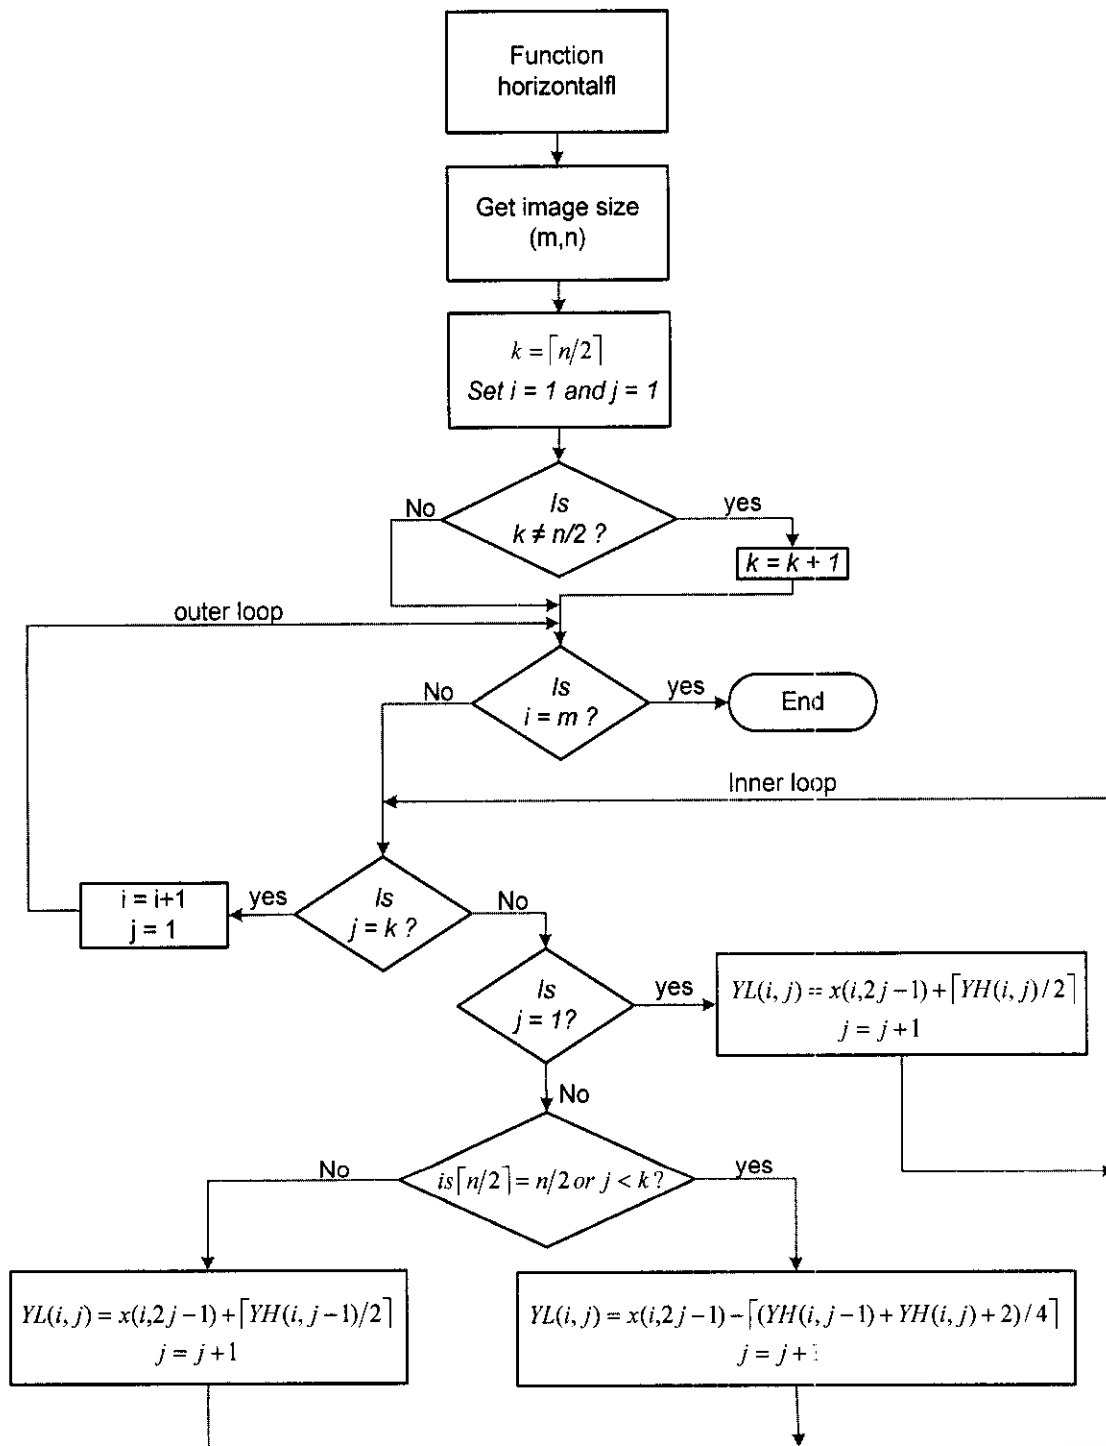 Function
horizontalfl
Get image size
(m,n)
k = ⌈n/2⌉
Set i = 1 and j = 1
Is
k ≠ n/2 ?
No
yes
k = k + 1
outer loop
Is
i = m ?
No
yes
End
Inner loop
Is
j = k ?
yes
No
i = i+1
j = 1
Is
j = 1?
yes
YL(i, j) = x(i,2j−1)+⌈YH(i, j)/2⌉
j = j+1
No
is⌈n/2⌉= n/2 or j < k ?
No
yes
YL(i, j) = x(i,2j−1)+⌈YH(i, j−1)/2⌉
j = j+1
YL(i, j) = x(i,2j−1)−⌈(YH(i, j−1)+YH(i, j)+2)/4⌉
j = j+